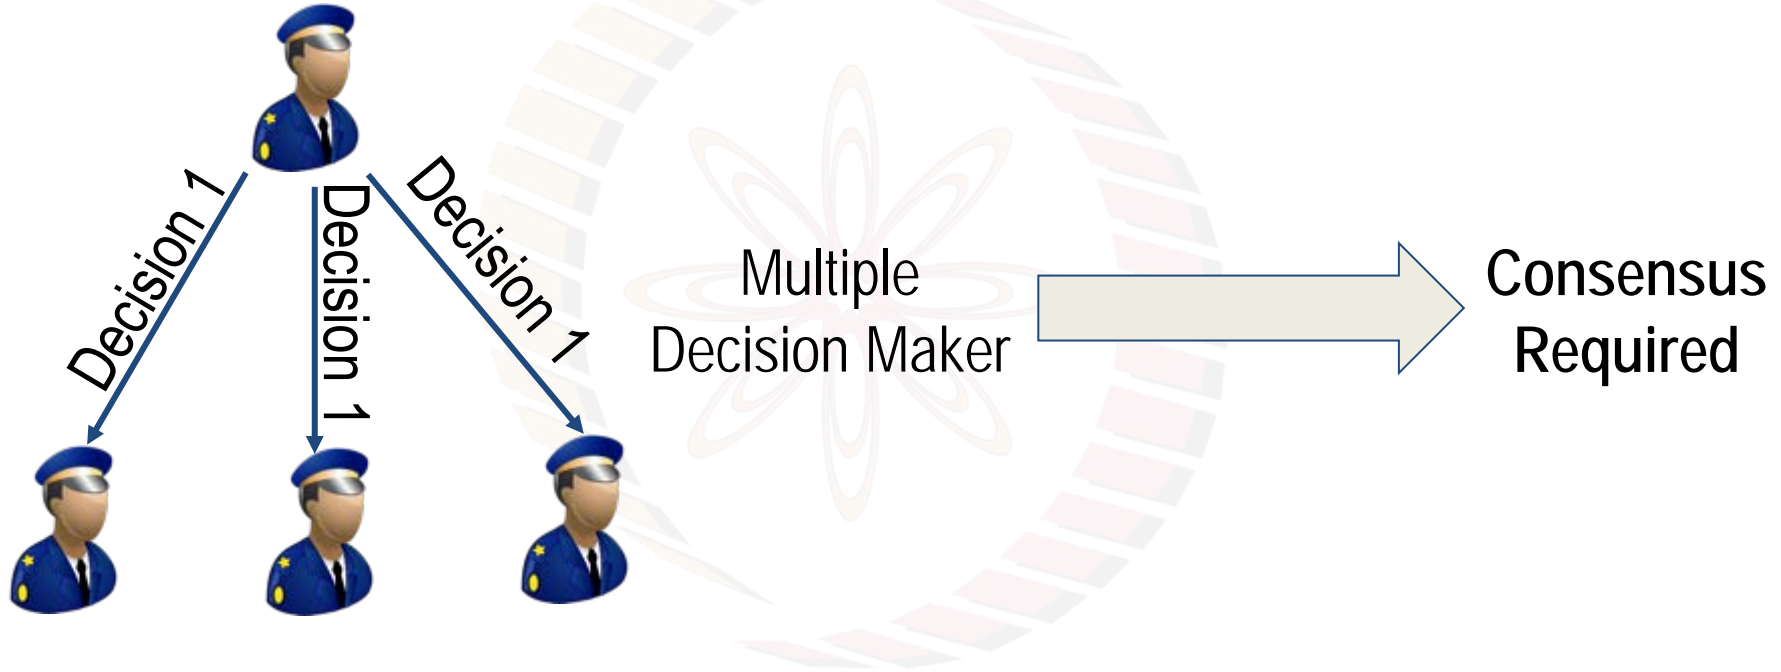 Decision 1
Decision 1
Decision 1
Multiple
Decision Maker
Consensus
Required